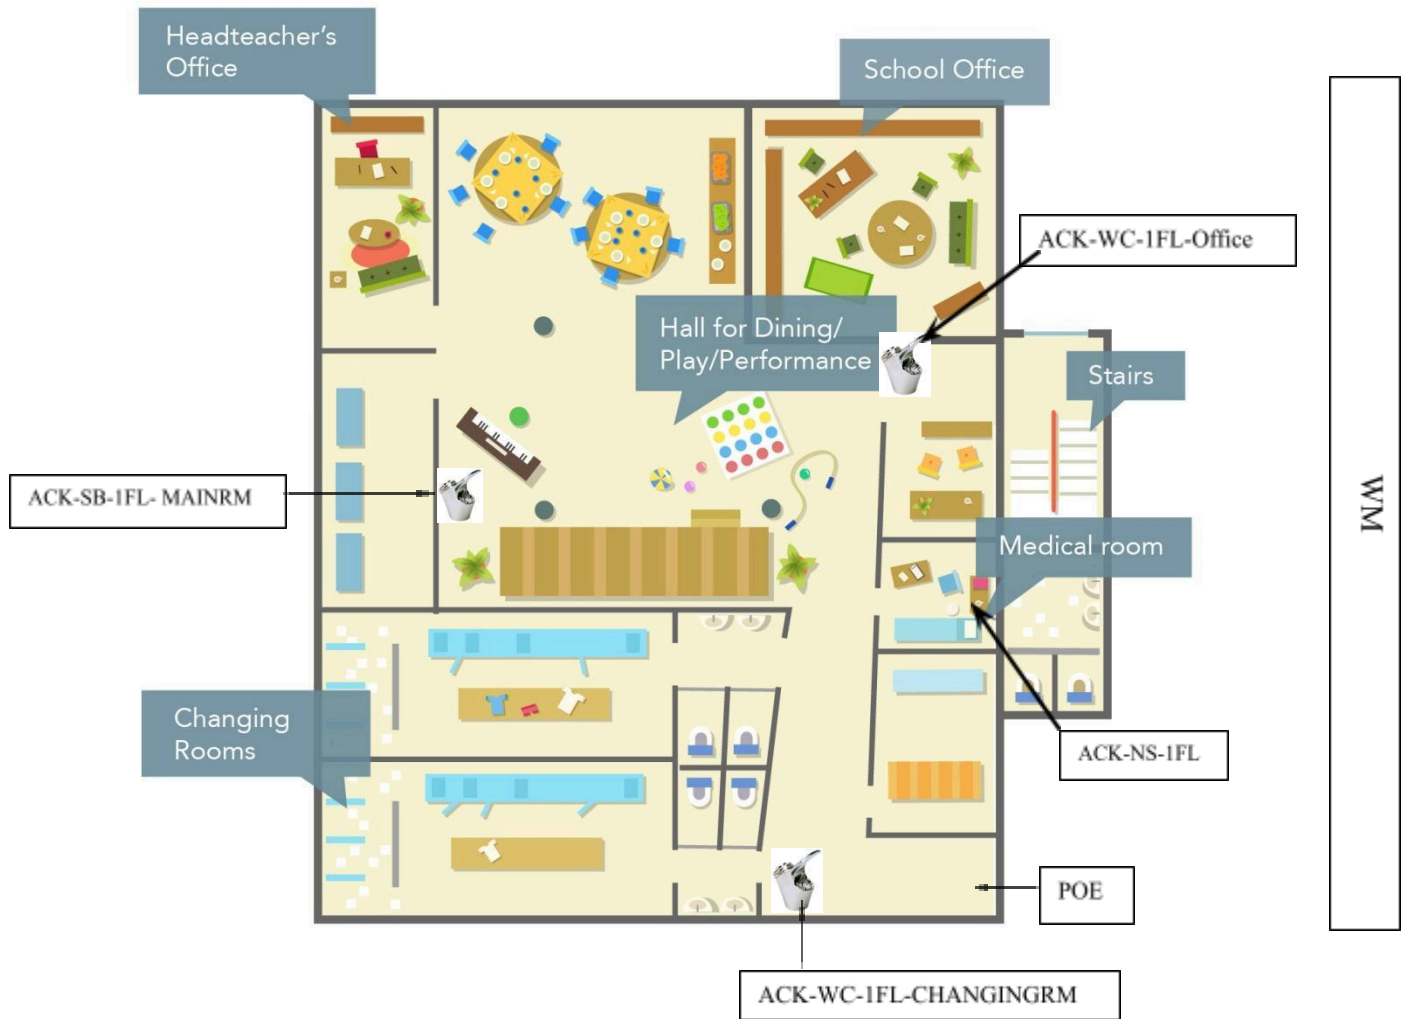 Headteacher's
Office
School Office
ACK-WC-1FL-Office
Hall for Dining/
Play/Performance
Stairs
ACK-SB-1FL- MAINRM
WM
Medical room
Changing
Rooms
ACK-NS-1FL
POE
ACK-WC-1FL-CHANGINGRM